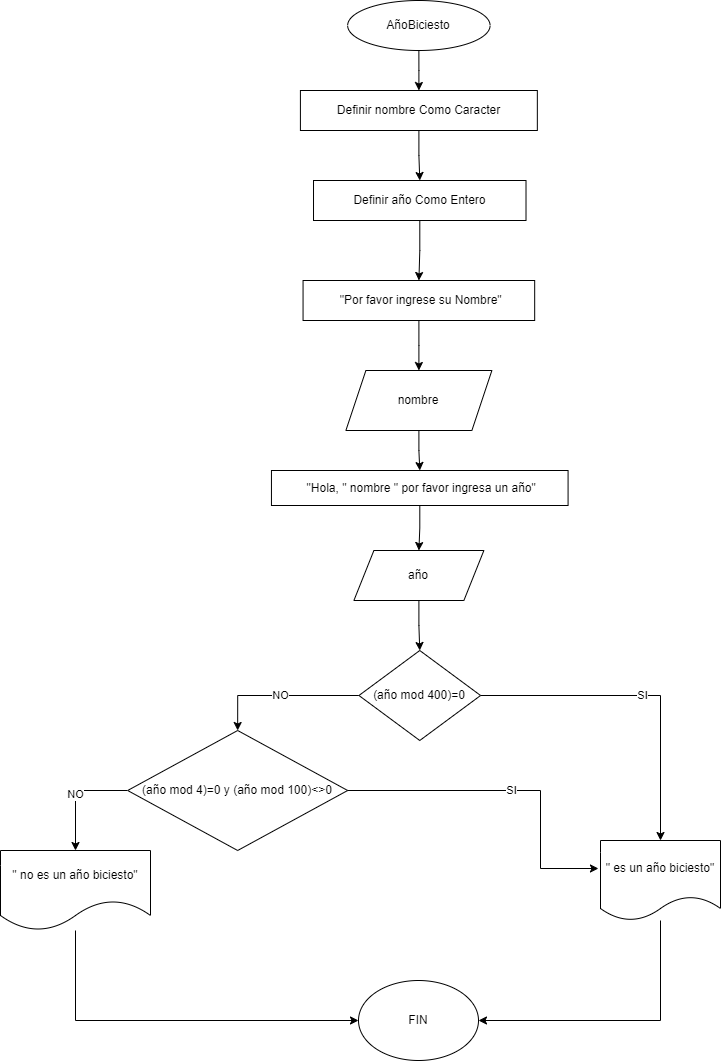 AñoBiciesto
Definir nombre Como Caracter
Definir año Como Entero
"Por favor ingrese su Nombre"
nombre
"Hola, " nombre " por favor ingresa un año"
año
(año mod 400)=0
NO
SI
(año mod 4)=0 y (año mod 100)<>0
NO
SI
" no es un año biciesto"
" es un año biciesto"
FIN